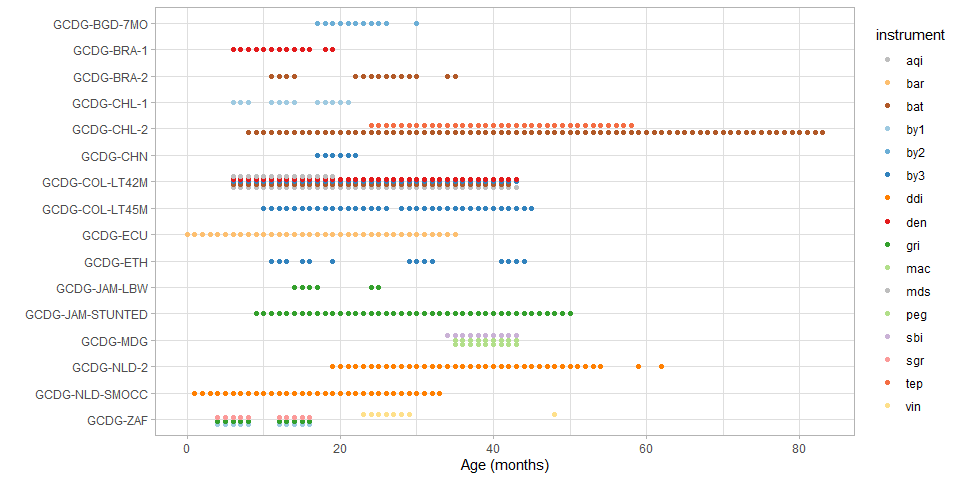 GCDG-BGD-7MO
GCDG-BRA-1
GCDG-BRA-2
GCDG-CHL-1
GCDG-CHL-2
GCDG-CHN
GCDG-COL-LT42M
GCDG-COL-LT45M
GCDG-ECU
GCDG-ETH
GCDG-JAM-LBW
GCDG-JAM-STUNTED
GCDG-MDG
GCDG-NLD-2
GCDG-NLD-SMOCC
GCDG-ZAF
0 20 40 60 80
Age (months)
instrument
aqi
bar
bat
by1
by2
by3
ddi
den
gri
mac
mds
peg
sbi
sgr
tep
vin